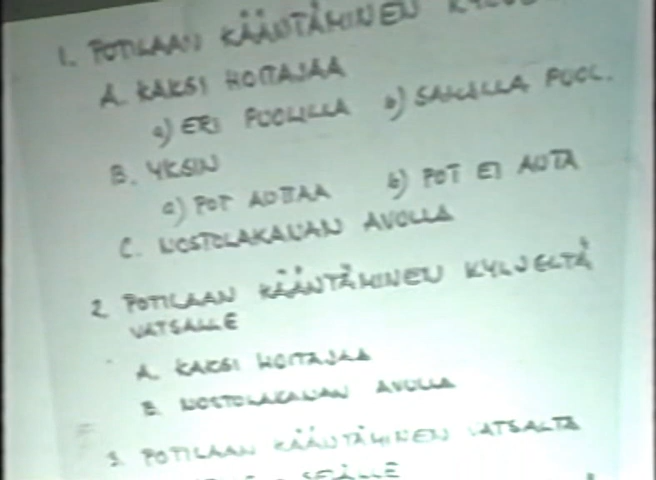 1. POTILAAN KÄÄNTÄMINEN
A. KAKSI HOITAJAA
a) ERI PUOLILLA b) SAMALLA PUOL.
B. YKSIN
a) POT AUTTAA b) POT EI AUTA
C. NOSTOLAKANAN AVULLA
2. POTILAAN KÄÄNTÄMINEN KYLJELTÄ
VATSALLE
A. KAKSI HOITAJAA
B. NOSTOLAKANAN AVULLA
3. POTILAAN KÄÄNTÄMINEN VATSALTA